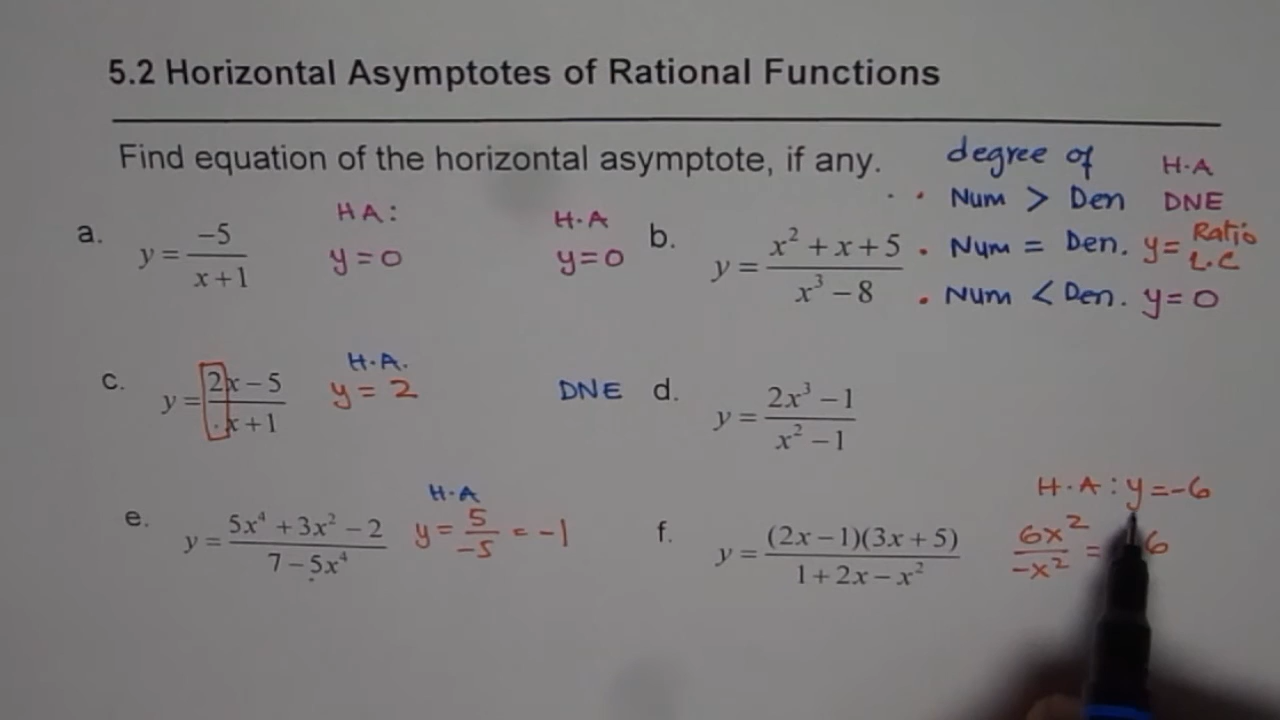 5.2 Horizontal Asymptotes of Rational Functions
Find equation of the horizontal asymptote, if any.
degree of H.A
. Num > Den DNE
. Num = Den. y = Ratio L.C
. Num < Den. y = 0
a. y = −5/(x+1)
HA:
y = 0
H.A
y = 0
b. y = (x² + x + 5)/(x³ − 8)
c. y = (2x − 5)/(x + 1)
H.A.
y = 2
DNE
d. y = (2x³ − 1)/(x² − 1)
e. y = (5x⁴ + 3x² − 2)/(7 − 5x⁴)
H.A
y = 5/−5 = −1
f. y = (2x − 1)(3x + 5)/(1 + 2x − x²)
H.A : y = −6
6x²/−x² = 6